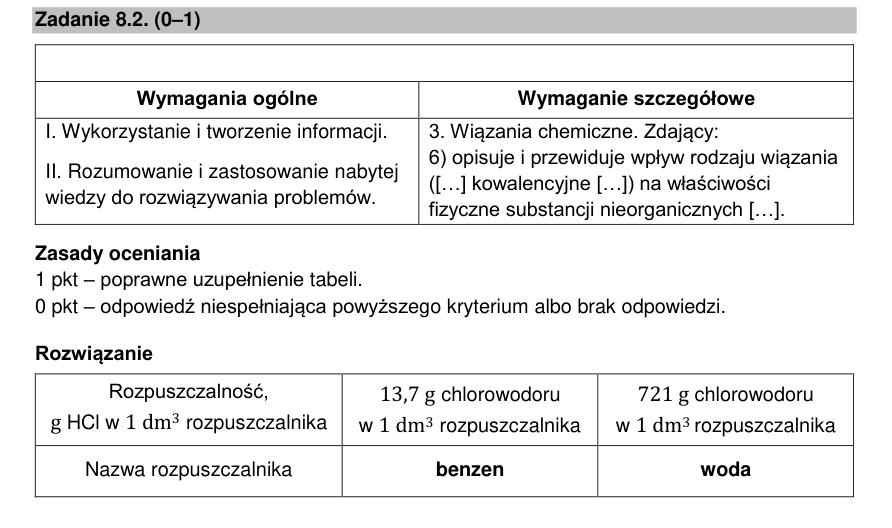 Zadanie 8.2. (0–1)
Wymagania ogólne
Wymaganie szczegółowe
I. Wykorzystanie i tworzenie informacji.
II. Rozumowanie i zastosowanie nabytej
wiedzy do rozwiązywania problemów.
3. Wiązania chemiczne. Zdający:
6) opisuje i przewiduje wpływ rodzaju wiązania
([…] kowalencyjne […]) na właściwości
fizyczne substancji nieorganicznych […].
Zasady oceniania
1 pkt – poprawne uzupełnienie tabeli.
0 pkt – odpowiedź niespełniająca powyższego kryterium albo brak odpowiedzi.
Rozwiązanie
Rozpuszczalność,
g HCl w 1 dm³ rozpuszczalnika
13,7 g chlorowodoru
w 1 dm³ rozpuszczalnika
721 g chlorowodoru
w 1 dm³ rozpuszczalnika
Nazwa rozpuszczalnika
benzen
woda